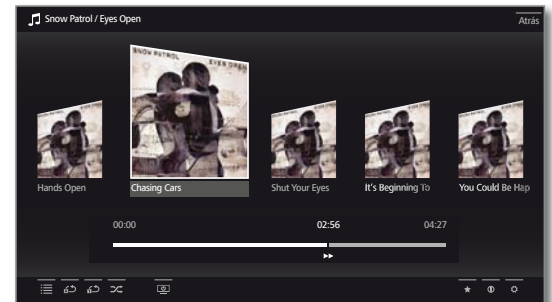 Snow Patrol / Eyes Open
Atrás
SNOW PATROL EYES OPEN
Hands Open
Chasing Cars
Shut Your Eyes
It's Beginning To
You Could Be Hap
00:00
02:56
04:27